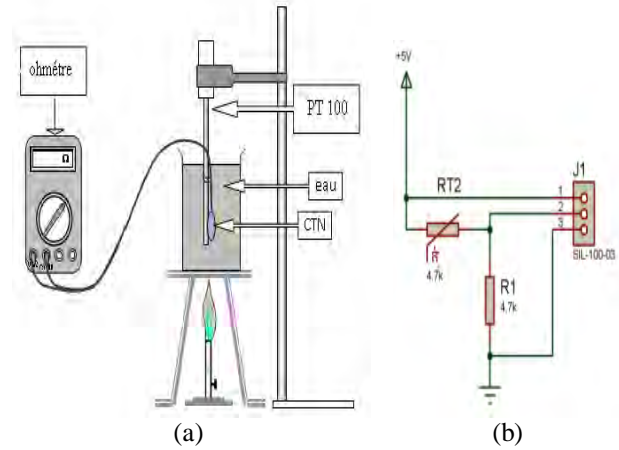 ohmétre
Ω
PT 100
eau
CTN
(a)
+5V
RT2
4.7k
R1
4.7k
J1
1
2
3
SIL-100-03
(b)